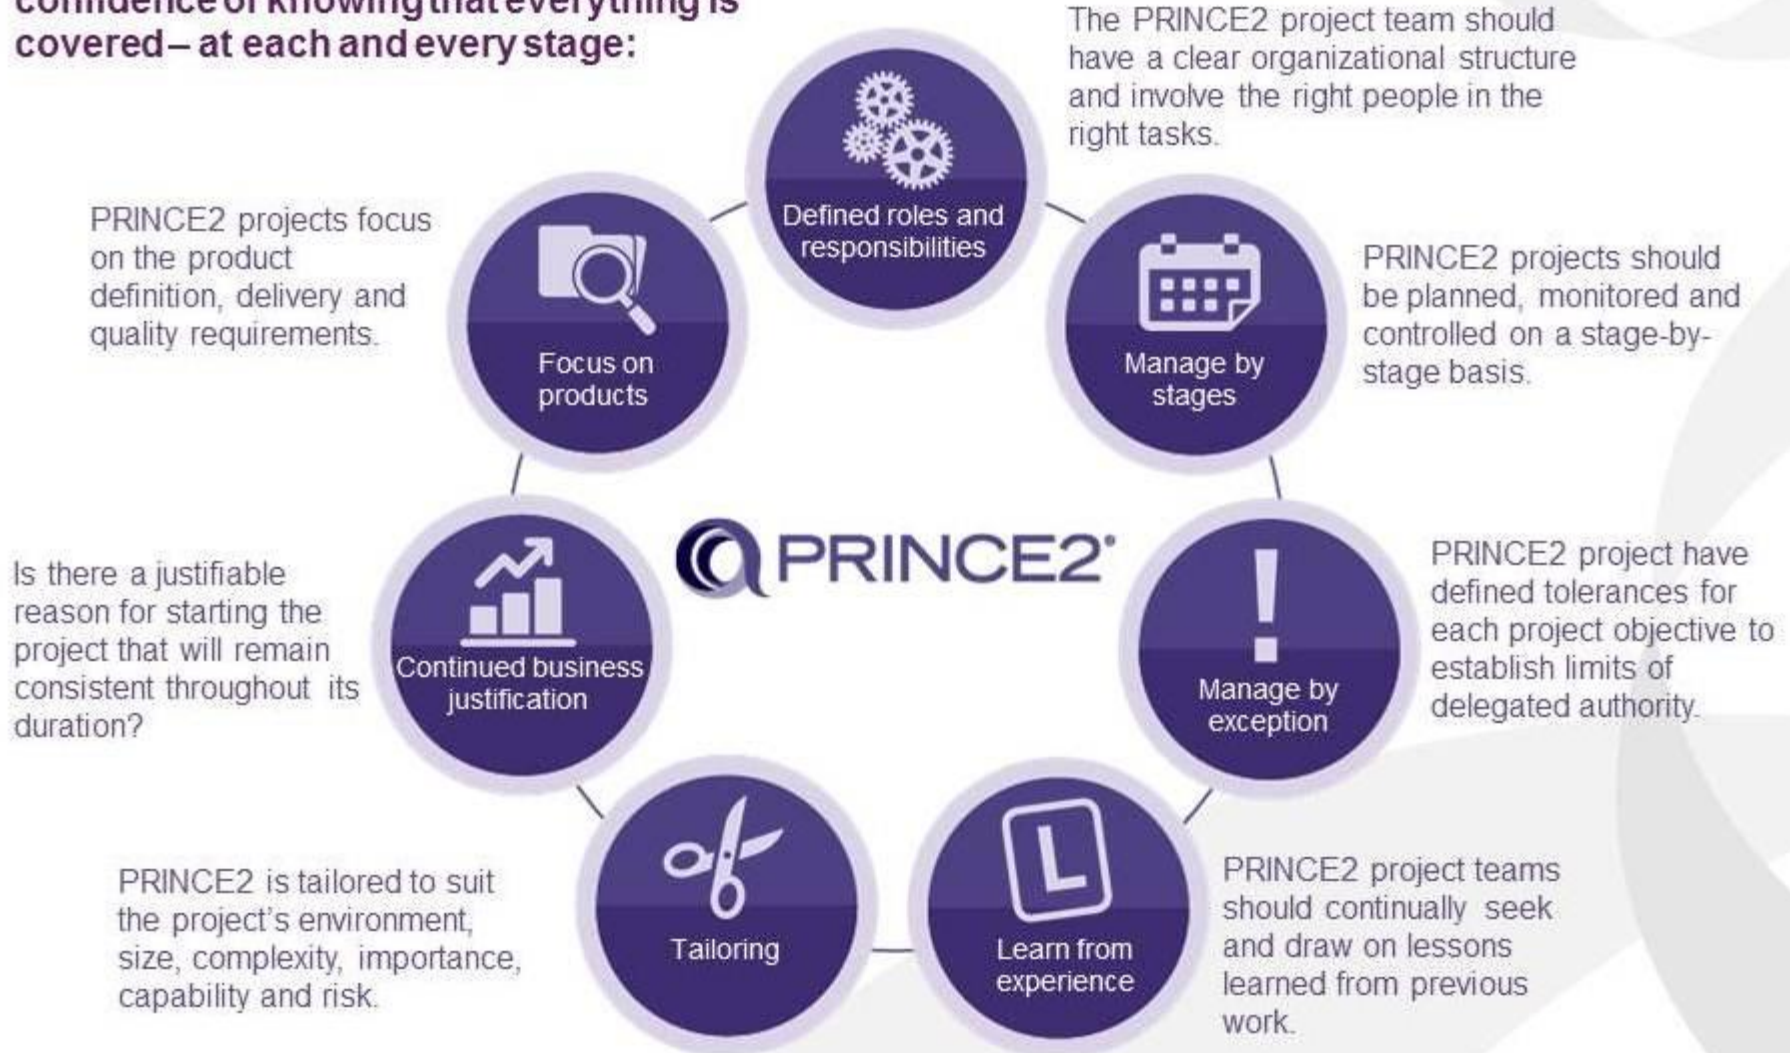 confidence of knowing that everything is
covered – at each and every stage:
The PRINCE2 project team should
have a clear organizational structure
and involve the right people in the
right tasks.
Defined roles and
responsibilities
PRINCE2 projects focus
on the product
definition, delivery and
quality requirements.
Focus on
products
Manage by
stages
PRINCE2 projects should
be planned, monitored and
controlled on a stage-by-
stage basis.
PRINCE2®
Is there a justifiable
reason for starting the
project that will remain
consistent throughout its
duration?
Continued business
justification
Manage by
exception
PRINCE2 project have
defined tolerances for
each project objective to
establish limits of
delegated authority.
PRINCE2 is tailored to suit
the project's environment,
size, complexity, importance,
capability and risk.
Tailoring
L
Learn from
experience
PRINCE2 project teams
should continually seek
and draw on lessons
learned from previous
work.